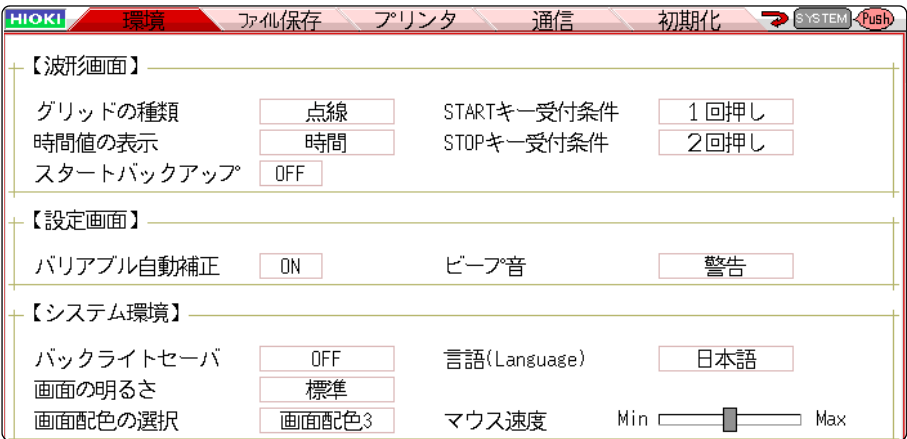 HIOKI 環境 ファイル保存 プリンタ 通信 初期化 SYSTEM Push
【波形画面】
グリッドの種類 点線 STARTキー受付条件 1回押し
時間値の表示 時間 STOPキー受付条件 2回押し
スタートバックアップ OFF
【設定画面】
バリアブル自動補正 ON ビープ音 警告
【システム環境】
バックライトセーバ OFF 言語(Language) 日本語
画面の明るさ 標準
画面配色の選択 画面配色3 マウス速度 Min Max